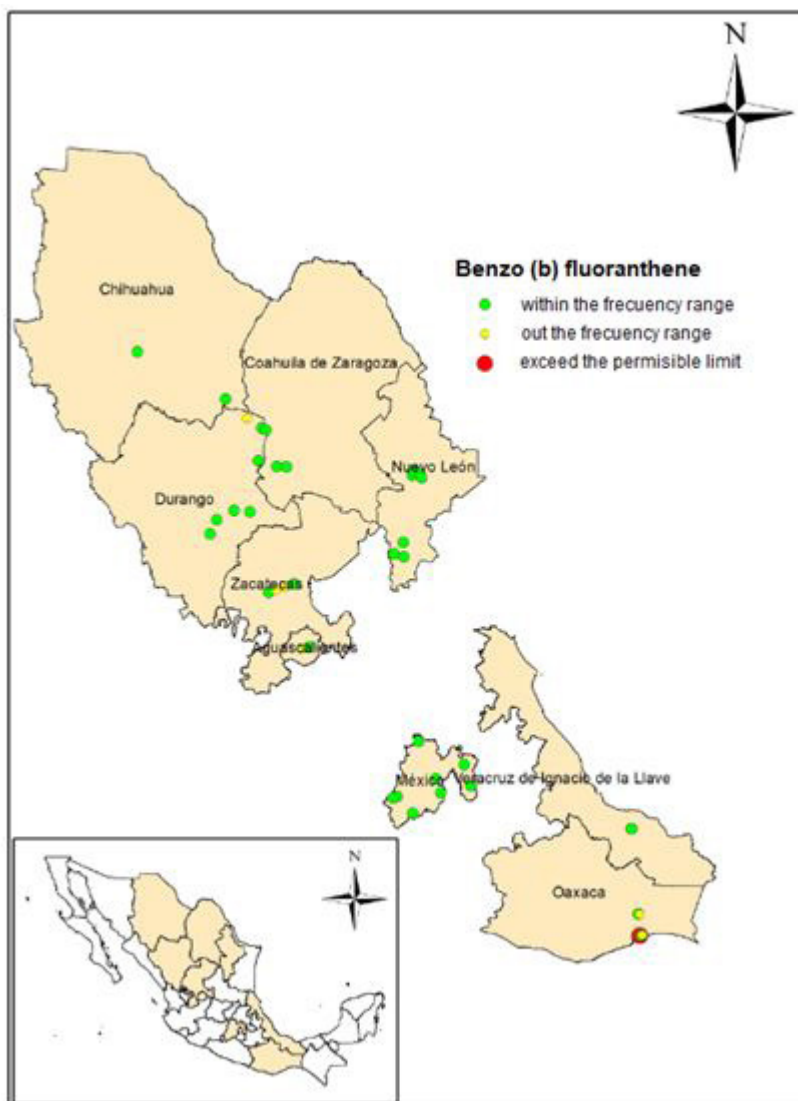 N
Benzo (b) fluoranthene
within the frecuency range
out the frecuency range
exceed the permisible limit
Chihuahua
Coahuila de Zaragoza
Nuevo León
Durango
Zacatecas
Aguascalientes
México
Veracruz de Ignacio de la Llave
Oaxaca
N